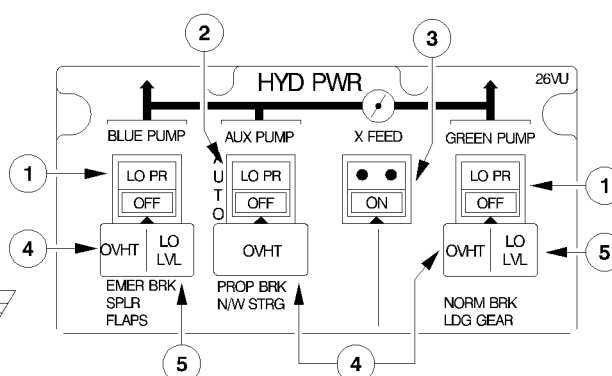 HYD PWR
26VU
2
3
BLUE PUMP
AUX PUMP
X FEED
GREEN PUMP
1
LO PR
OFF
AUTO
LO PR
OFF
ON
LO PR
OFF
1
4
OVHT
LO LVL
OVHT
OVHT
LO LVL
5
EMER BRK
SPLR
FLAPS
PROP BRK
N/W STRG
NORM BRK
LDG GEAR
5
4